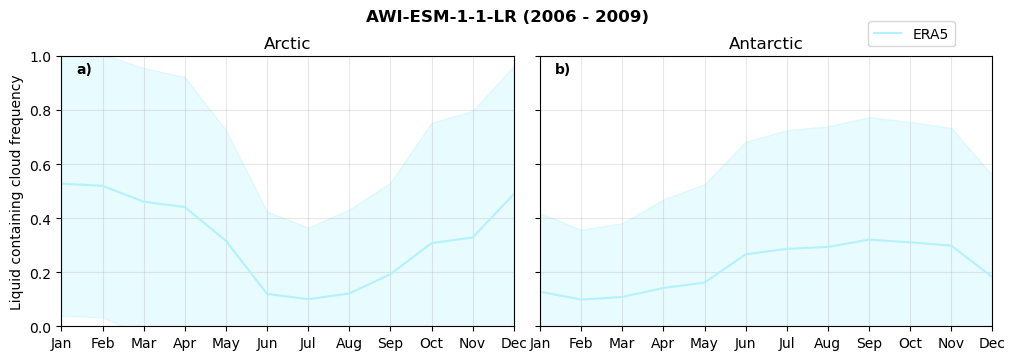 AWI-ESM-1-1-LR (2006 - 2009)
ERA5
Arctic
Antarctic
a)
b)
Liquid containing cloud frequency
1.0
0.8
0.6
0.4
0.2
0.0
Jan Feb Mar Apr May Jun Jul Aug Sep Oct Nov Dec
Jan Feb Mar Apr May Jun Jul Aug Sep Oct Nov Dec